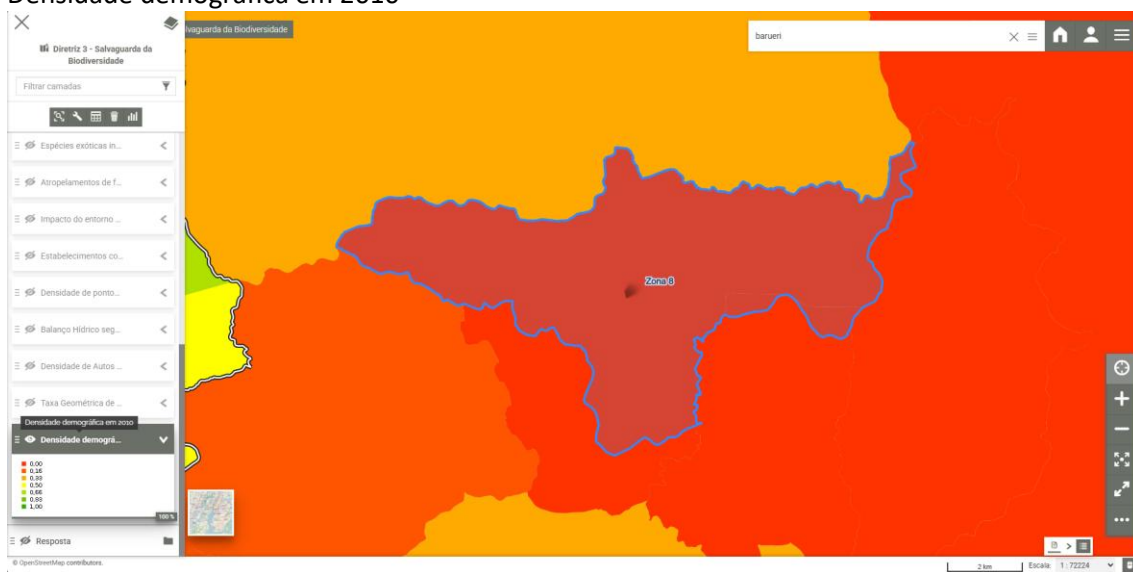 Densidade demográfica em 2010
lvaguarda da Biodiversidade
barueri
Diretriz 3 - Salvaguarda da
Biodiversidade
Filtrar camadas
Espécies exóticas in...
Atropelamentos de f...
Impacto do entorno ...
Estabelecimentos co...
Densidade de ponto...
Balanço Hídrico seg...
Densidade de Autos ...
Taxa Geométrica de ...
Densidade demográfica em 2010
Densidade demográ...
0,00
0,16
0,33
0,50
0,66
0,83
1,00
100 %
Resposta
Zona 8
© OpenStreetMap contributors.
2 km
Escala: 1 : 72224